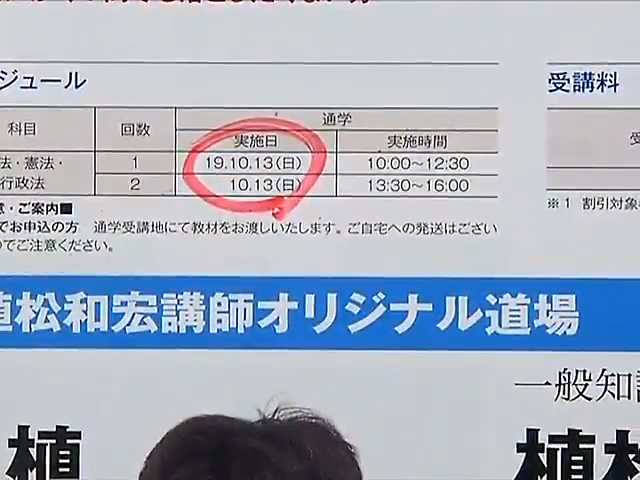 ジュール
受講料
科目 回数 通学
実施日 実施時間
法・憲法・ 1 19.10.13(日) 10:00～12:30
行政法 2 10.13(日) 13:30～16:00
※1 割引対象
意・ご案内■
でお申込の方 通学受講地にて教材をお渡しいたします。ご自宅への発送はござい
のでご注意ください。
植松和宏講師オリジナル道場
一般知
植
植